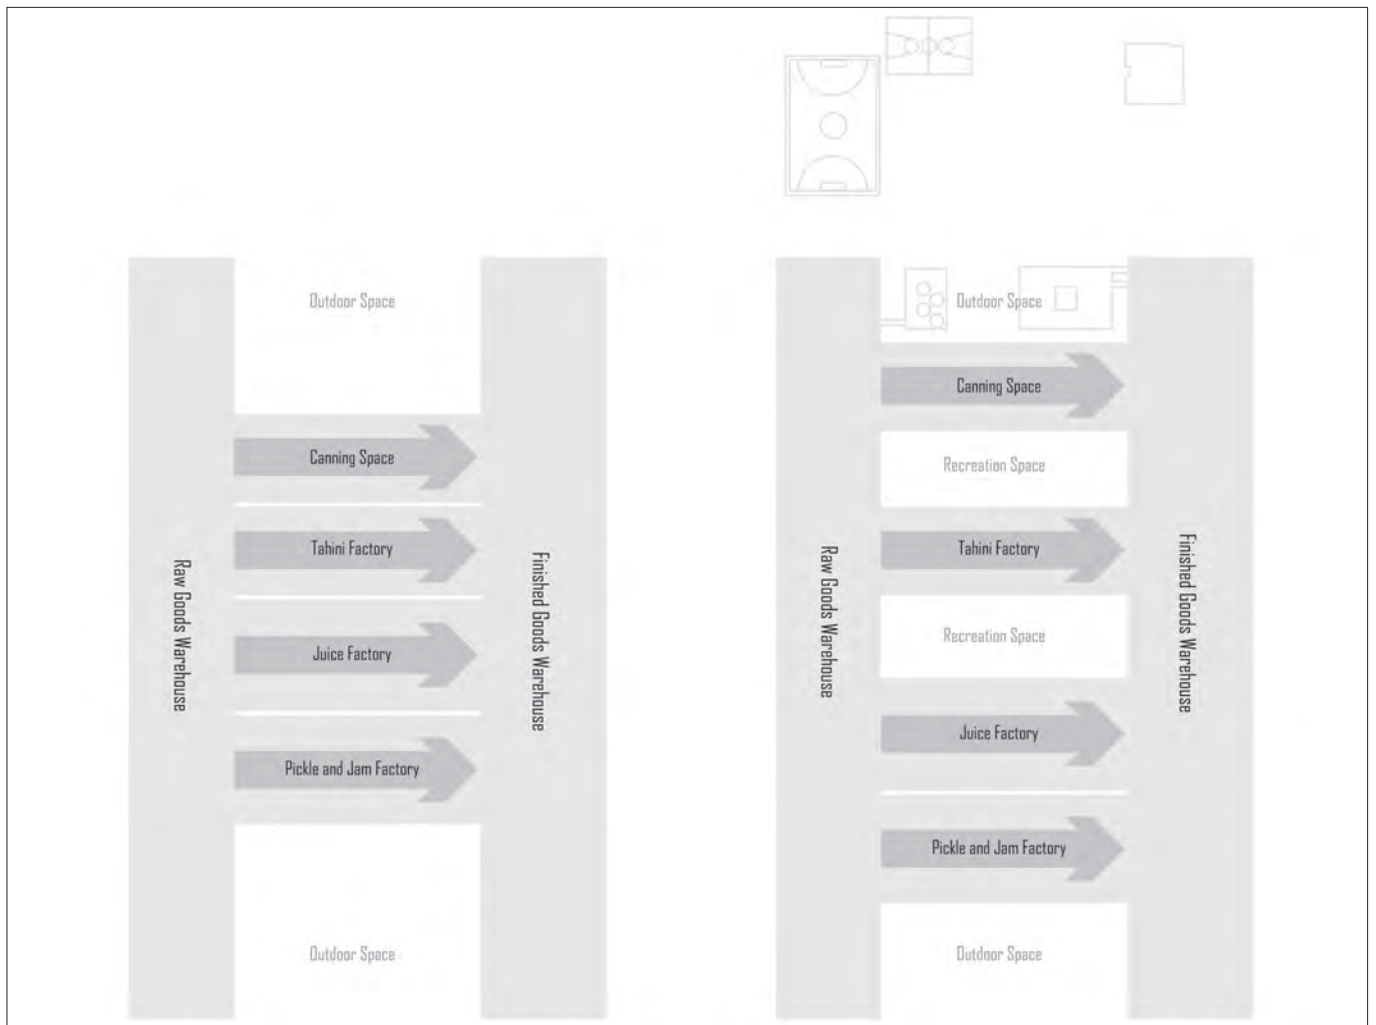 Outdoor Space
Canning Space
Tahini Factory
Juice Factory
Pickle and Jam Factory
Outdoor Space
Raw Goods Warehouse
Finished Goods Warehouse
Outdoor Space
Canning Space
Recreation Space
Tahini Factory
Recreation Space
Juice Factory
Pickle and Jam Factory
Outdoor Space
Raw Goods Warehouse
Finished Goods Warehouse